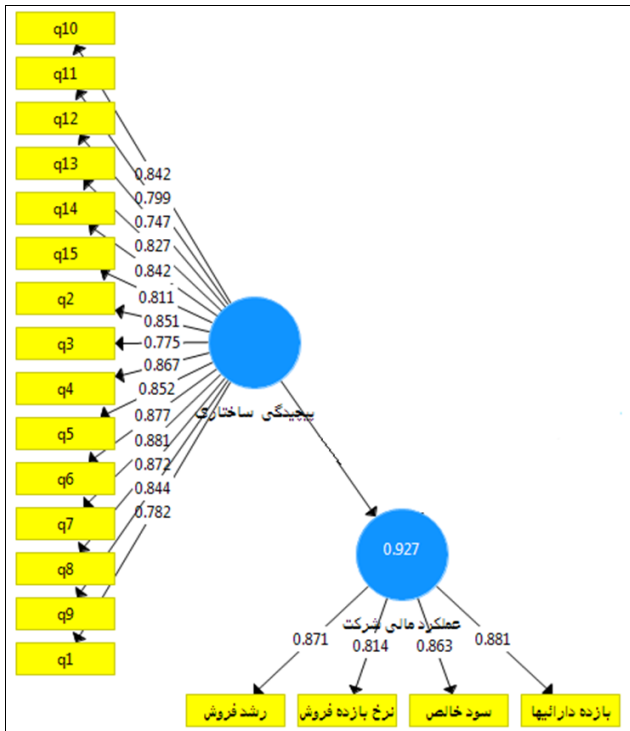 q10
q11
q12
q13
q14
q15
q2
q3
q4
q5
q6
q7
q8
q9
q1
0.842
0.799
0.747
0.827
0.842
0.811
0.851
0.775
0.867
0.852
0.877
0.881
0.872
0.844
0.782
پیچیدگی ساختاری
0.927
عملکرد مالی شرکت
0.871
0.814
0.863
0.881
رشد فروش
نرخ بازده فروش
سود خالص
بازده دارائیها